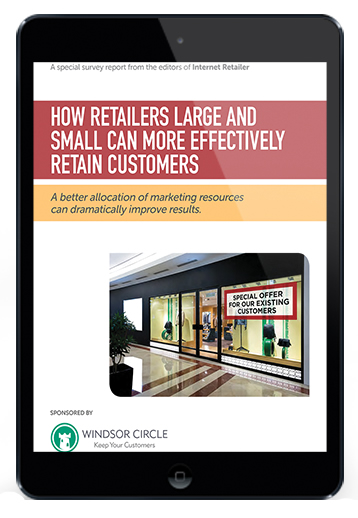 A special survey report from the editors of Internet Retailer
HOW RETAILERS LARGE AND
SMALL CAN MORE EFFECTIVELY
RETAIN CUSTOMERS
A better allocation of marketing resources
can dramatically improve results.
SPECIAL OFFER
FOR OUR EXISTING
CUSTOMERS
SPONSORED BY
WINDSOR CIRCLE
Keep Your Customers